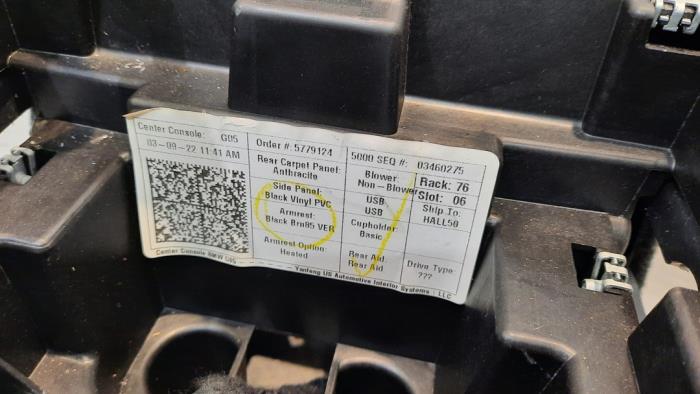 Center Console: G05
03-09-22 11:41 AM
Center Console BMW G05
Order #: 5779124
Rear Carpet Panel:
Anthracite
Side Panel:
Black Vinyl PVC
Armrest:
Black Brn85 VER
Armrest Option:
Heated
5000 SEQ #: 03460275
Blower:
Non-Blower
USB
USB
Cupholder:
Basic
Rear Aid
Rear Aid
Rack: 76
Slot: 06
Ship To:
HALL50
Drive Type
???
Yanfeng US Automotive Interior Systems I LLC